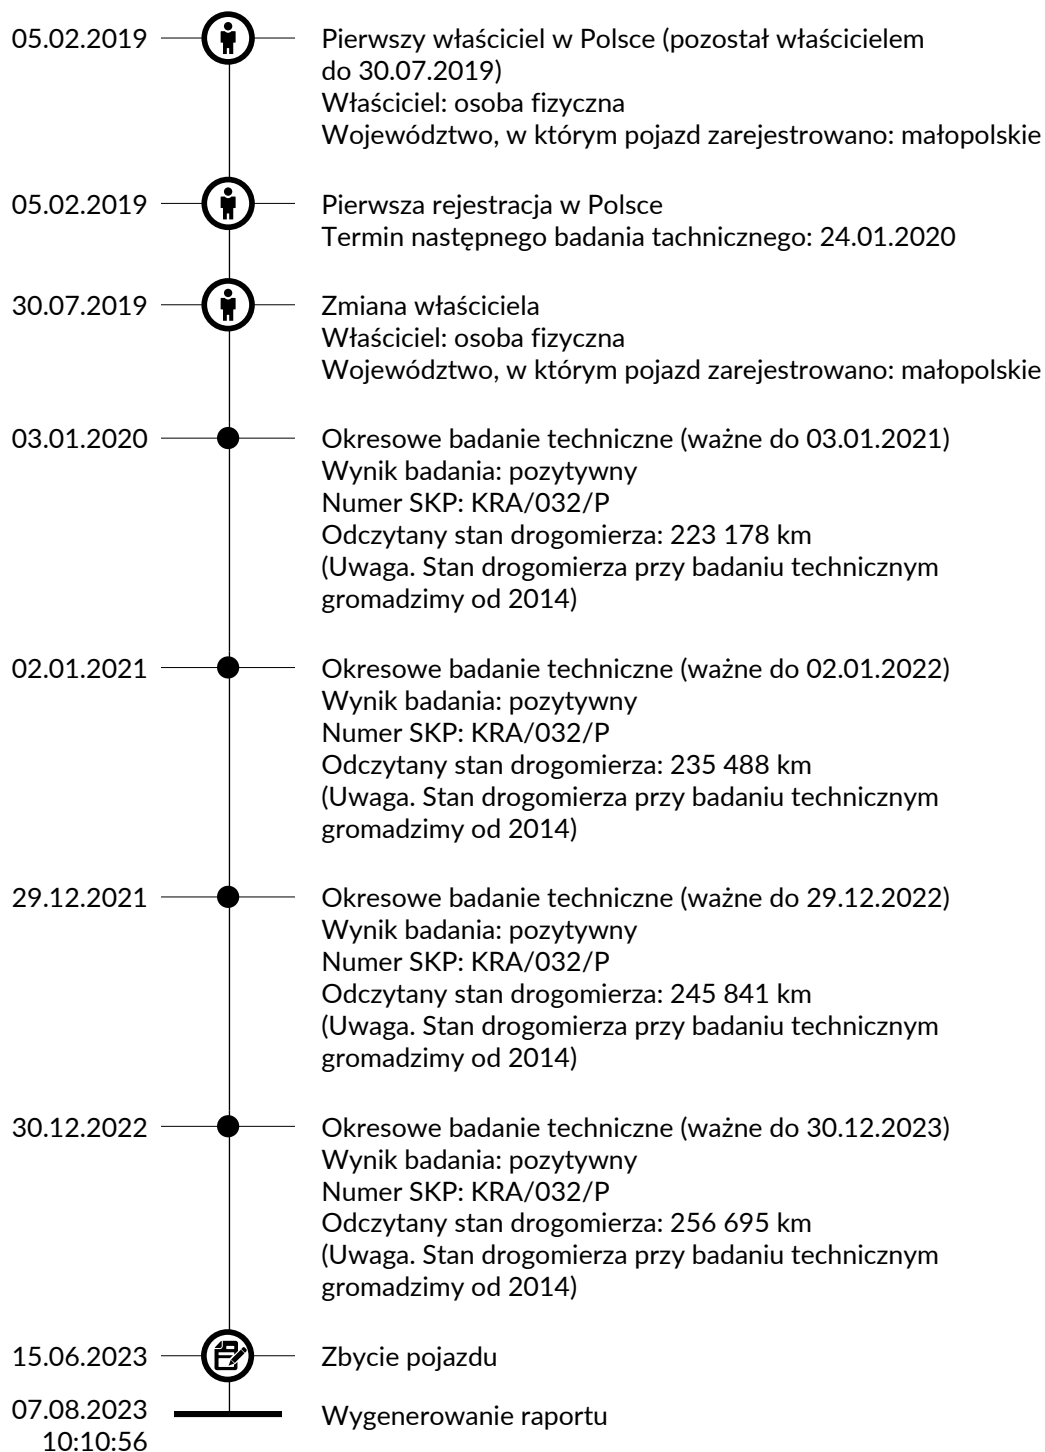 05.02.2019 Pierwszy właściciel w Polsce (pozostał właścicielem
do 30.07.2019)
Właściciel: osoba fizyczna
Województwo, w którym pojazd zarejestrowano: małopolskie
05.02.2019 Pierwsza rejestracja w Polsce
Termin następnego badania tachnicznego: 24.01.2020
30.07.2019 Zmiana właściciela
Właściciel: osoba fizyczna
Województwo, w którym pojazd zarejestrowano: małopolskie
03.01.2020 Okresowe badanie techniczne (ważne do 03.01.2021)
Wynik badania: pozytywny
Numer SKP: KRA/032/P
Odczytany stan drogomierza: 223 178 km
(Uwaga. Stan drogomierza przy badaniu technicznym
gromadzimy od 2014)
02.01.2021 Okresowe badanie techniczne (ważne do 02.01.2022)
Wynik badania: pozytywny
Numer SKP: KRA/032/P
Odczytany stan drogomierza: 235 488 km
(Uwaga. Stan drogomierza przy badaniu technicznym
gromadzimy od 2014)
29.12.2021 Okresowe badanie techniczne (ważne do 29.12.2022)
Wynik badania: pozytywny
Numer SKP: KRA/032/P
Odczytany stan drogomierza: 245 841 km
(Uwaga. Stan drogomierza przy badaniu technicznym
gromadzimy od 2014)
30.12.2022 Okresowe badanie techniczne (ważne do 30.12.2023)
Wynik badania: pozytywny
Numer SKP: KRA/032/P
Odczytany stan drogomierza: 256 695 km
(Uwaga. Stan drogomierza przy badaniu technicznym
gromadzimy od 2014)
15.06.2023 Zbycie pojazdu
07.08.2023 Wygenerowanie raportu
10:10:56